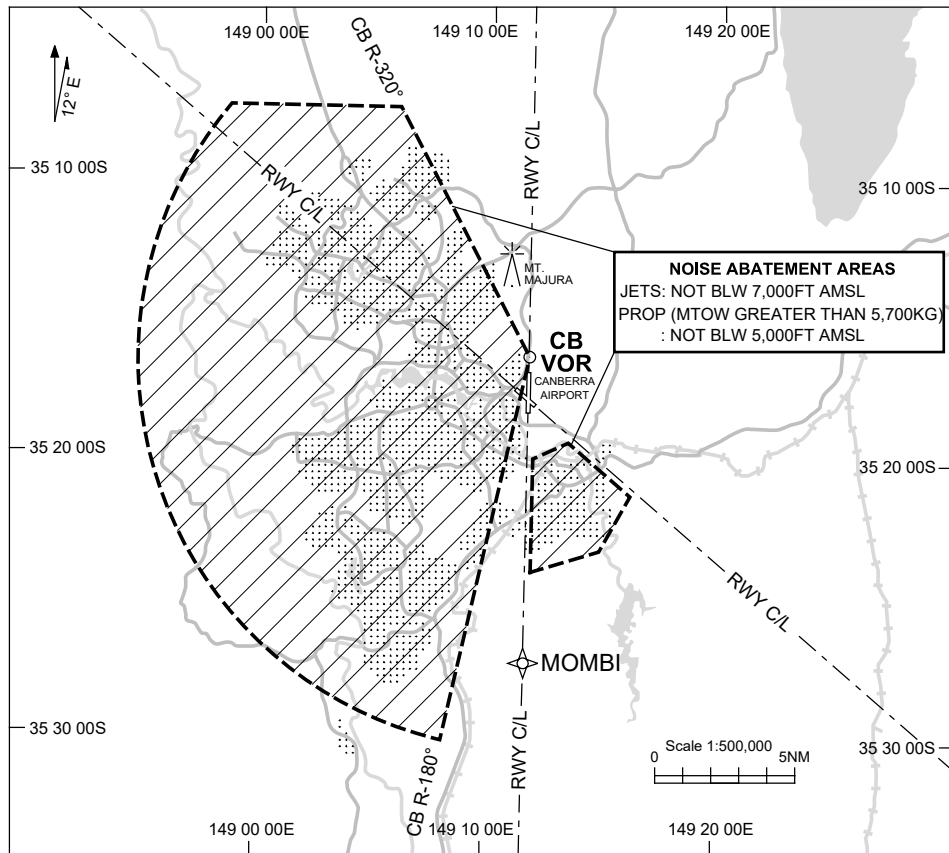 149 00 00E
149 10 00E
149 20 00E
CB R-320°
12° E
35 10 00S
RWY C/L
RWY C/L
35 10 00S
MT.
MAJURA
NOISE ABATEMENT AREAS
JETS: NOT BLW 7,000FT AMSL
PROP (MTOW GREATER THAN 5,700KG)
: NOT BLW 5,000FT AMSL
CB
VOR
CANBERRA
AIRPORT
35 20 00S
35 20 00S
RWY C/L
MOMBI
35 30 00S
RWY C/L
CB R-180°
Scale 1:500,000
0
5NM
35 30 00S
149 00 00E
149 10 00E
149 20 00E